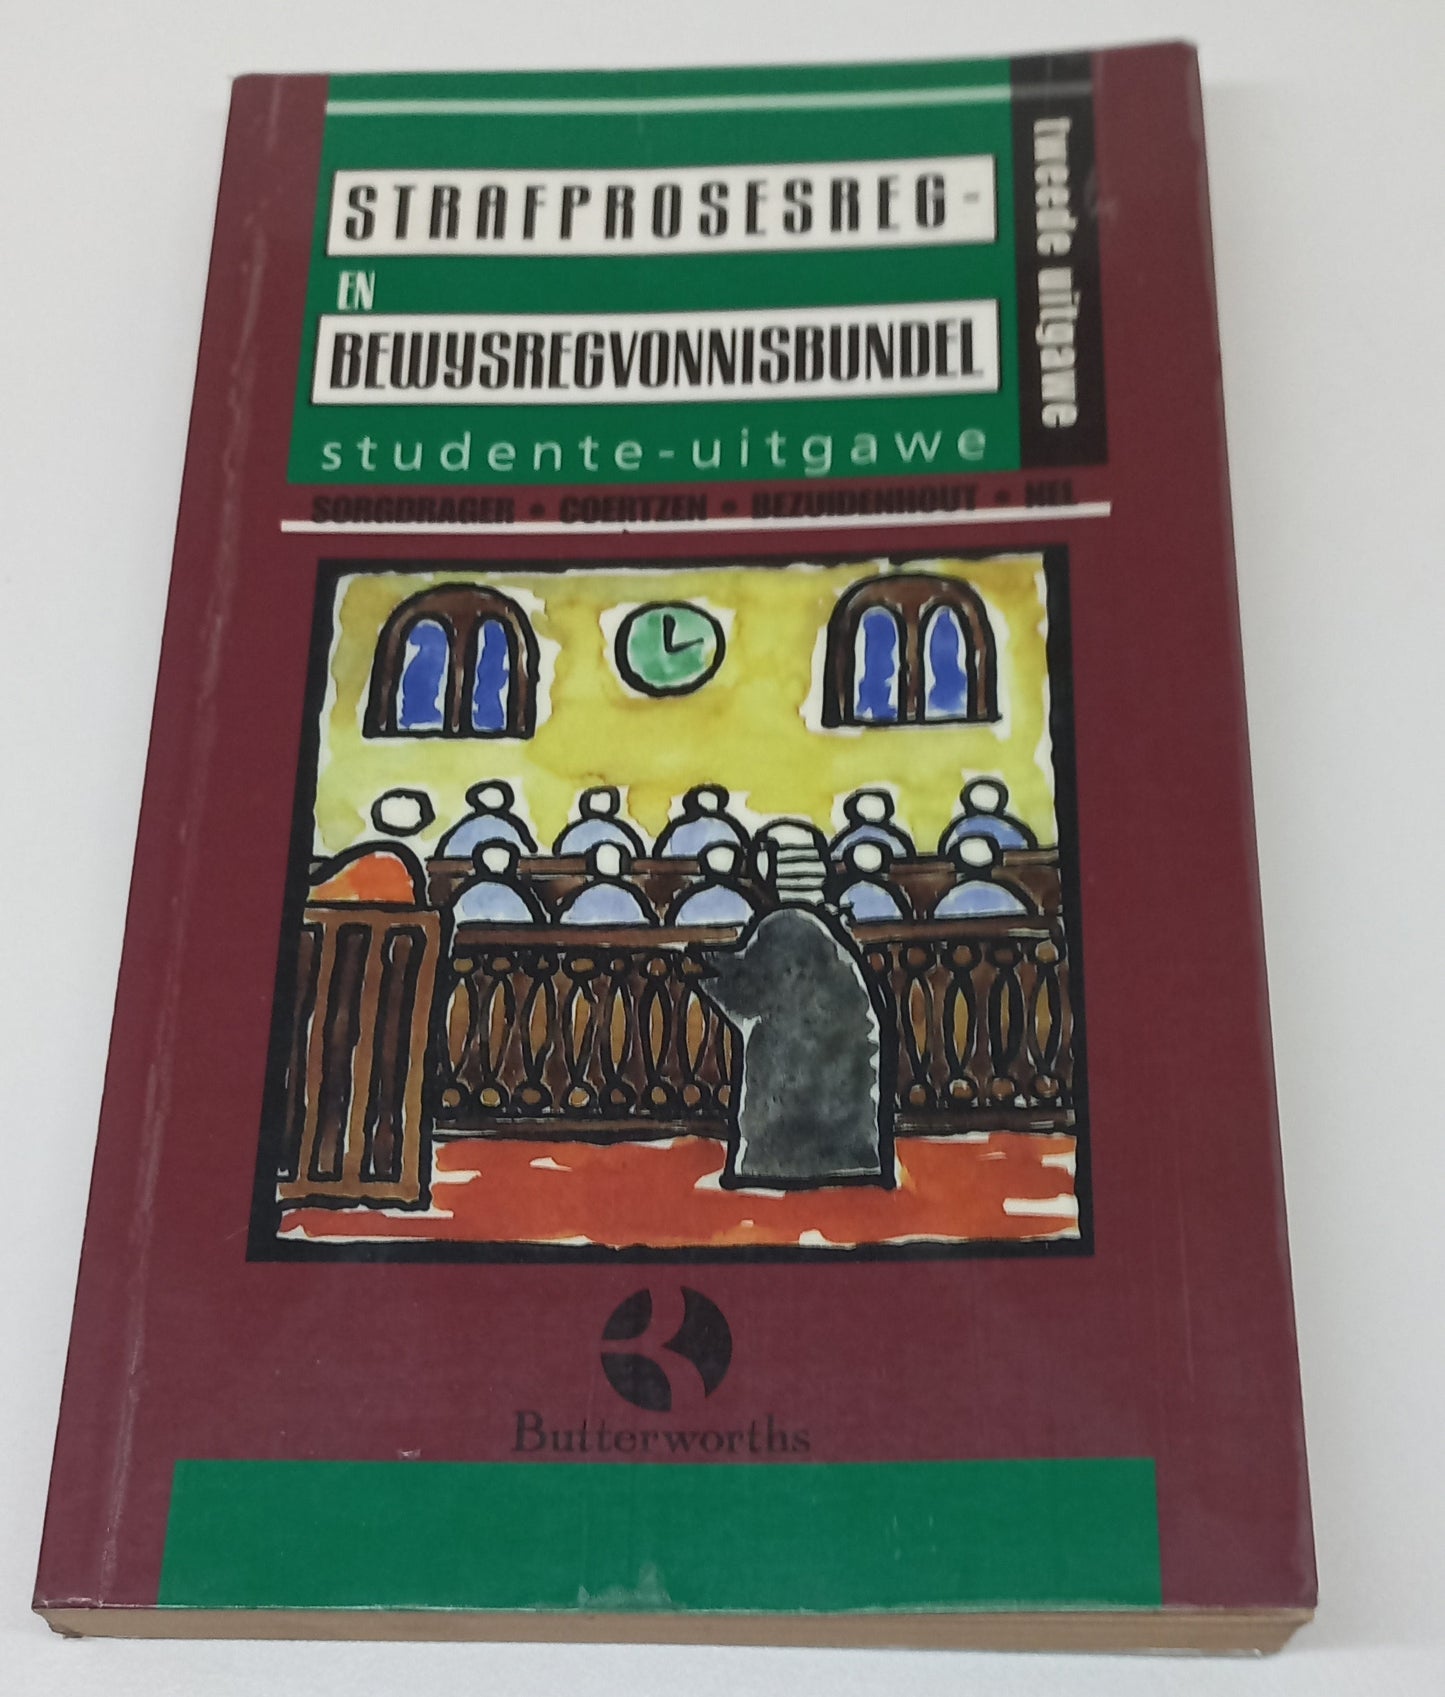 STRAFPROSESREG-
EN
BEWYSREGVONNISBUNDEL
studente-uitgawe
tweede uitgawe
SORGDRAGER • COERTZEN • BEZUIDENHOUT • NEL
Butterworths